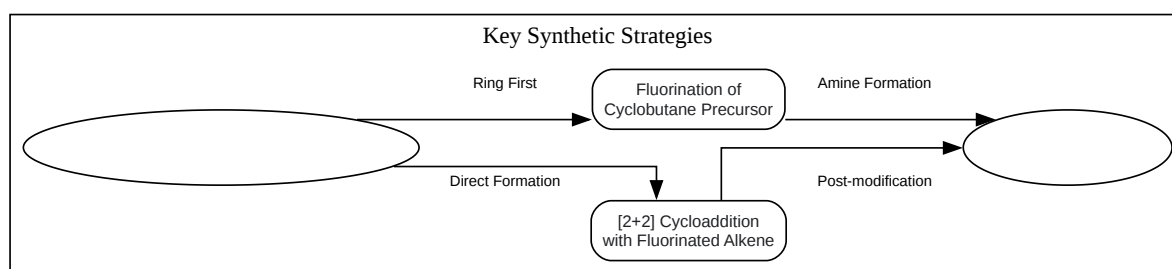 Key Synthetic Strategies
Ring First
Fluorination of
Cyclobutane Precursor
Amine Formation
Direct Formation
Post-modification
[2+2] Cycloaddition
with Fluorinated Alkene